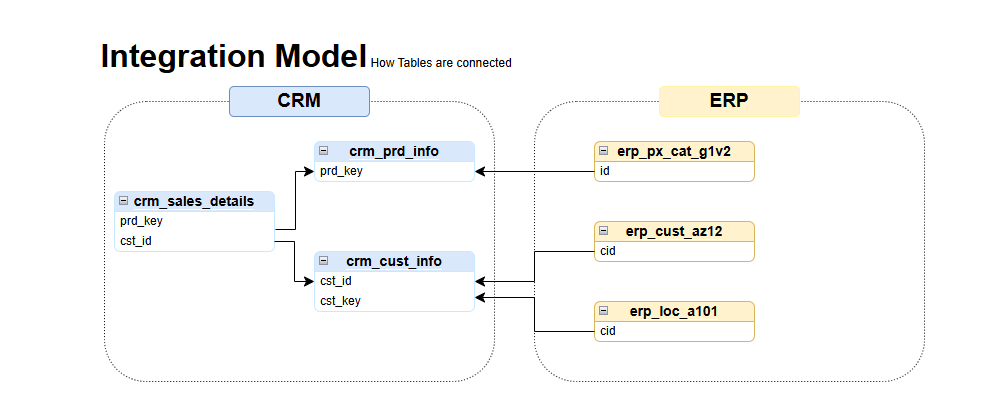 Integration Model How Tables are connected
CRM
ERP
crm_prd_info
prd_key
erp_px_cat_g1v2
id
crm_sales_details
prd_key
cst_id
erp_cust_az12
cid
crm_cust_info
cst_id
cst_key
erp_loc_a101
cid